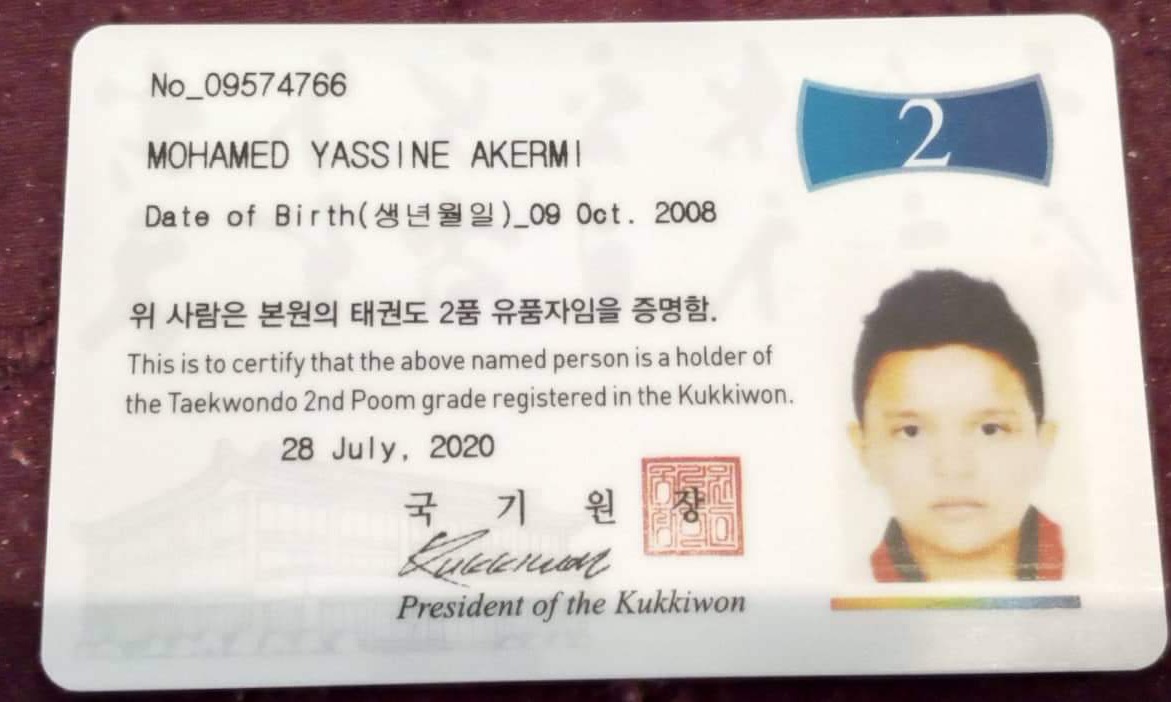 No_09574766
2
MOHAMED YASSINE AKERMI
Date of Birth(생년월일)_09 Oct. 2008
위 사람은 본원의 태권도 2품 유품자임을 증명함.
This is to certify that the above named person is a holder of
the Taekwondo 2nd Poom grade registered in the Kukkiwon.
28 July, 2020
국 기 원 장
Kukkiwon
President of the Kukkiwon